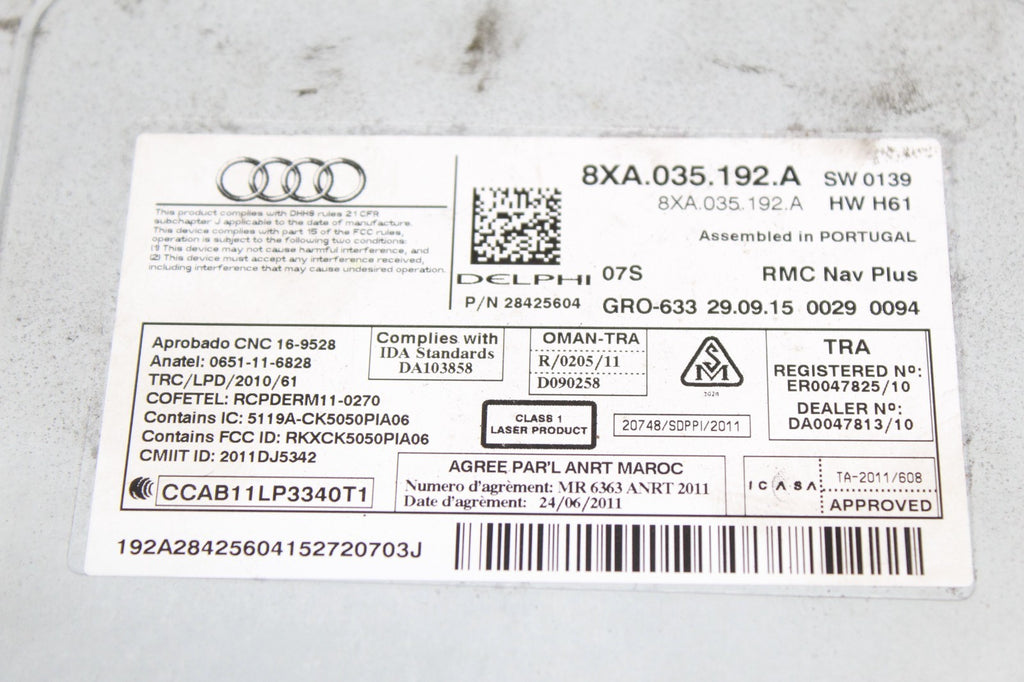 This product complies with DHHS rules 21 CFR
subchapter J applicable to the date of manufacture.
This device complies with part 15 of the FCC rules,
operation is subject to the following two conditions:
(1) This device may not cause harmful interference, and
(2) This device must accept any interference received,
including interference that may cause undesired operation.
8XA.035.192.A SW 0139
8XA.035.192.A HW H61
Assembled in PORTUGAL
DELPHI 07S RMC Nav Plus
P/N 28425604 GRO-633 29.09.15 0029 0094
Aprobado CNC 16-9528
Anatel: 0651-11-6828
TRC/LPD/2010/61
COFETEL: RCPDERM11-0270
Contains IC: 5119A-CK5050PIA06
Contains FCC ID: RKXCK5050PIA06
CMIIT ID: 2011DJ5342
CCAB11LP3340T1
Complies with
IDA Standards
DA103858
OMAN-TRA
R/0205/11
D090258
CLASS 1
LASER PRODUCT
SM
20748/SDPPI/2011
TRA
REGISTERED Nº:
ER0047825/10
DEALER Nº:
DA0047813/10
AGREE PAR'L ANRT MAROC
Numero d'agrèment: MR 6363 ANRT 2011
Date d'agrèment: 24/06/2011
ICASA TA-2011/608
APPROVED
192A28425604152720703J